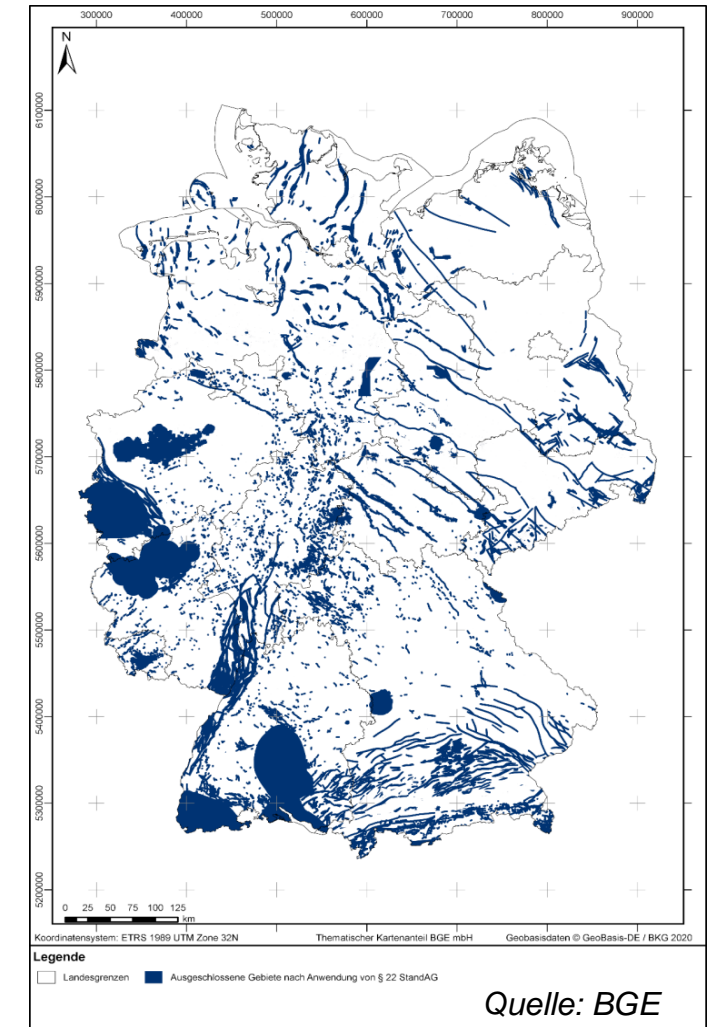 300000 400000 500000 600000 700000 800000 900000
N
6100000
6000000
5900000
5800000
5700000
5600000
5500000
5400000
5300000
5200000
0 25 50 75 100 125
km
Koordinatensystem: ETRS 1989 UTM Zone 32N Thematischer Kartenanteil BGE mbH Geobasisdaten © GeoBasis-DE / BKG 2020
Legende
Landesgrenzen Ausgeschlossene Gebiete nach Anwendung von § 22 StandAG
Quelle: BGE